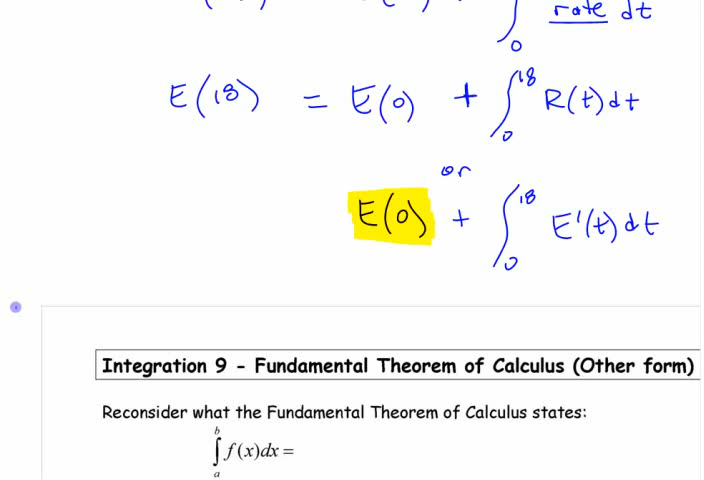 ∫₀ rate dt
E(18) = E(0) + ∫₀¹⁸ R(t)dt
or
E(0) + ∫₀¹⁸ E'(t)dt
Integration 9 - Fundamental Theorem of Calculus (Other form)
Reconsider what the Fundamental Theorem of Calculus states:
∫ₐᵇ f(x)dx =